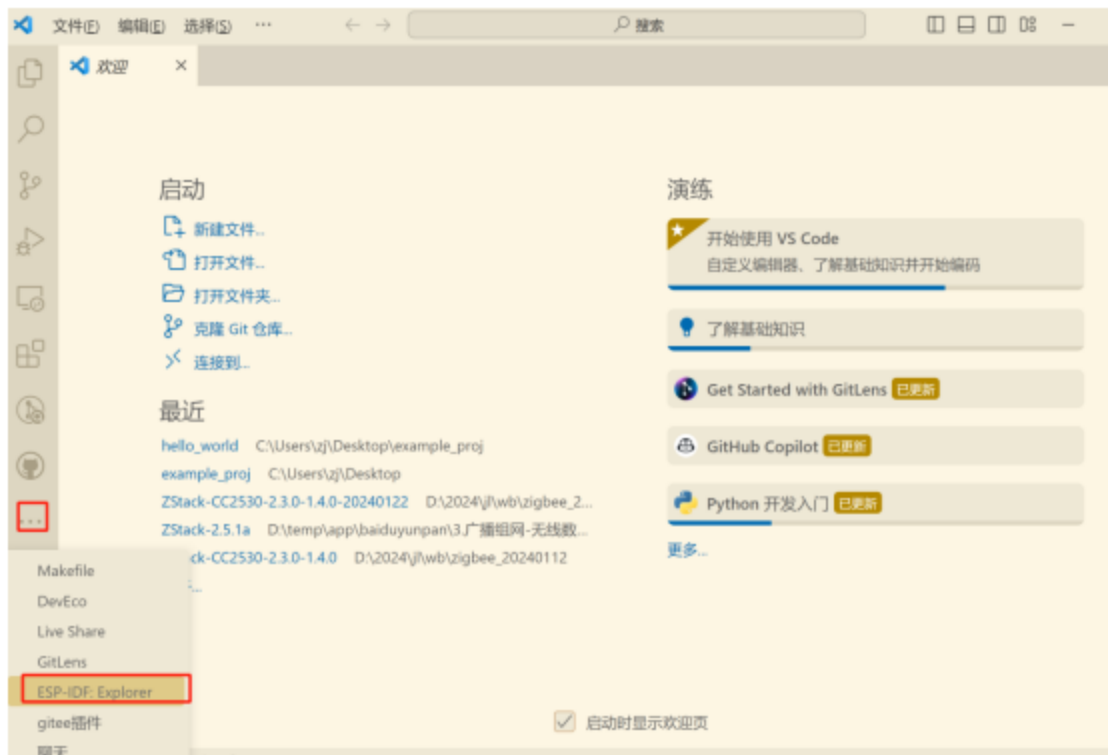 文件(F) 编辑(E) 选择(S) ··· 搜索
欢迎
启动
新建文件...
打开文件...
打开文件夹...
克隆 Git 仓库...
连接到...
最近
hello_world C:\Users\zj\Desktop\example_proj
example_proj C:\Users\zj\Desktop
ZStack-CC2530-2.3.0-1.4.0-20240122 D:\2024\jl\wb\zigbee_2...
ZStack-2.5.1a D:\temp\app\baiduyunpan\3.广播组网-无线数...
ck-CC2530-2.3.0-1.4.0 D:\2024\jl\wb\zigbee_20240112
...
演练
开始使用 VS Code
自定义编辑器、了解基础知识并开始编码
了解基础知识
Get Started with GitLens 已更新
GitHub Copilot 已更新
Python 开发入门 已更新
更多...
...
Makefile
DevEco
Live Share
GitLens
ESP-IDF: Explorer
gitee插件
聊天
启动时显示欢迎页